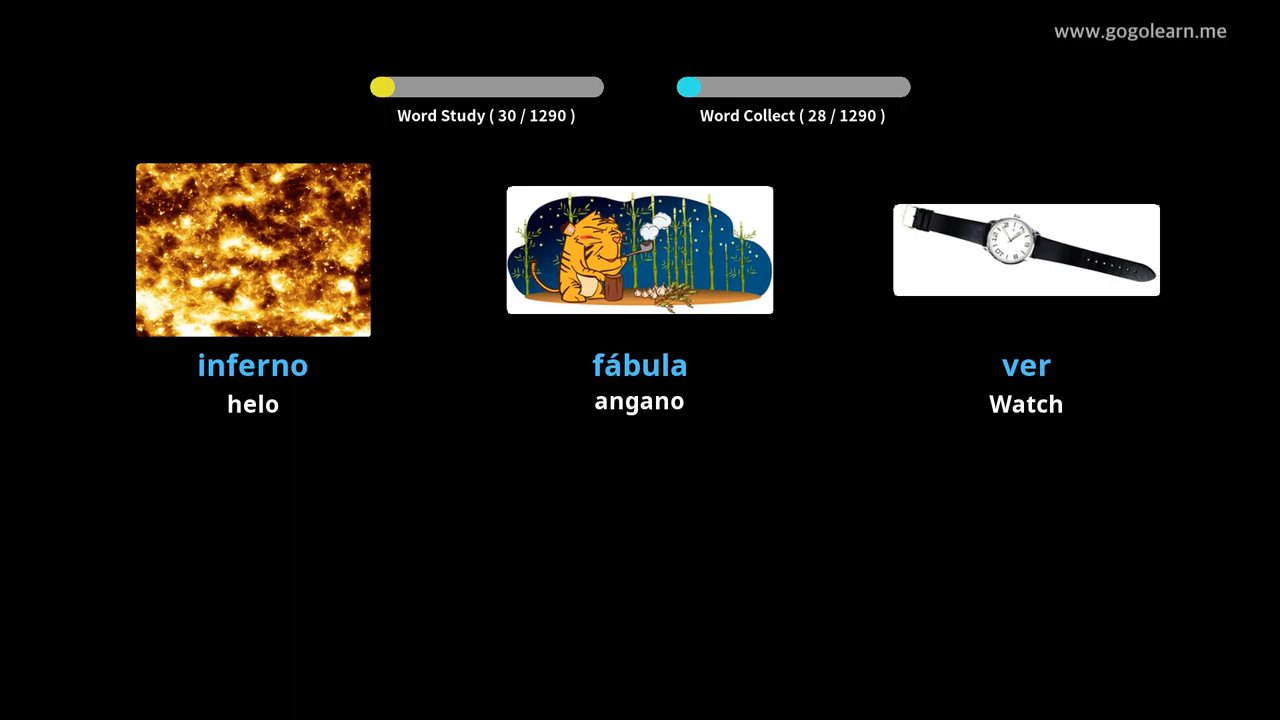 www.gogolearn.me
Word Study ( 30 / 1290 )
Word Collect ( 28 / 1290 )
inferno
helo
fábula
angano
ver
Watch